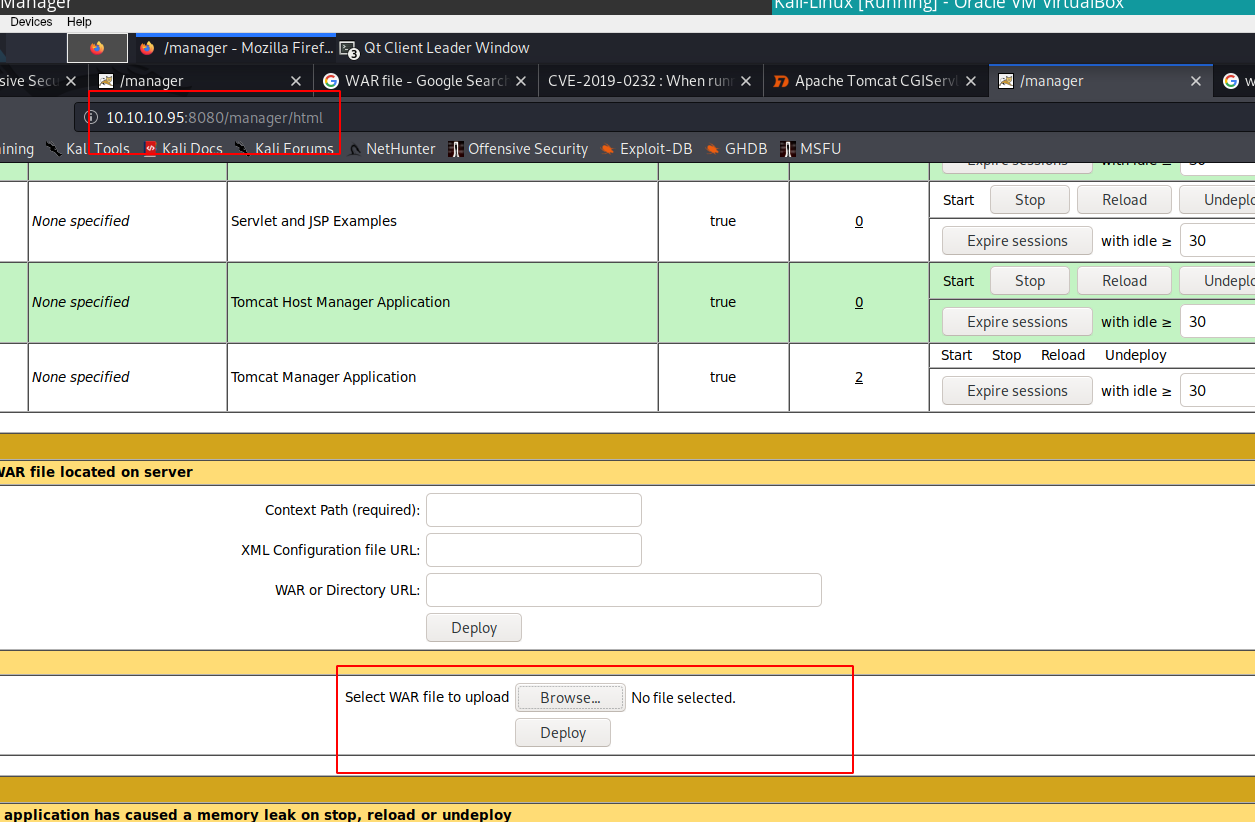 Manager
Kali-Linux [Running] - Oracle VM VirtualBox
Devices Help
/manager - Mozilla Firef... Qt Client Leader Window
sive Secu /manager WAR file - Google Search CVE-2019-0232 : When runn Apache Tomcat CGIServl /manager w
10.10.10.95:8080/manager/html
ining Kali Tools Kali Docs Kali Forums NetHunter Offensive Security Exploit-DB GHDB MSFU
Expire sessions with idle ≥ 30
None specified Servlet and JSP Examples true 0 Start Stop Reload Undeplo
Expire sessions with idle ≥ 30
None specified Tomcat Host Manager Application true 0 Start Stop Reload Undeplo
Expire sessions with idle ≥ 30
None specified Tomcat Manager Application true 2 Start Stop Reload Undeploy
Expire sessions with idle ≥ 30
WAR file located on server
Context Path (required):
XML Configuration file URL:
WAR or Directory URL:
Deploy
Select WAR file to upload Browse... No file selected.
Deploy
application has caused a memory leak on stop, reload or undeploy